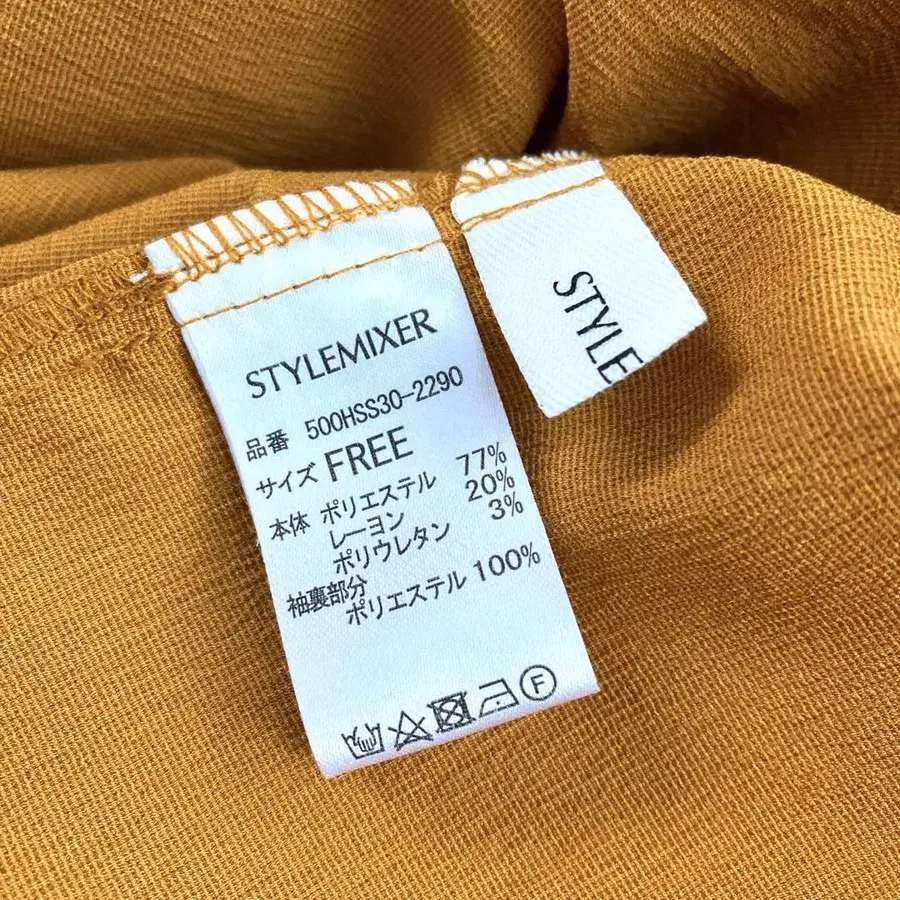 STYLEMIXER
品番 500HSS30-2290
サイズ FREE
本体 ポリエステル 77%
レーヨン 20%
ポリウレタン 3%
袖裏部分
ポリエステル 100%
F
STYLE